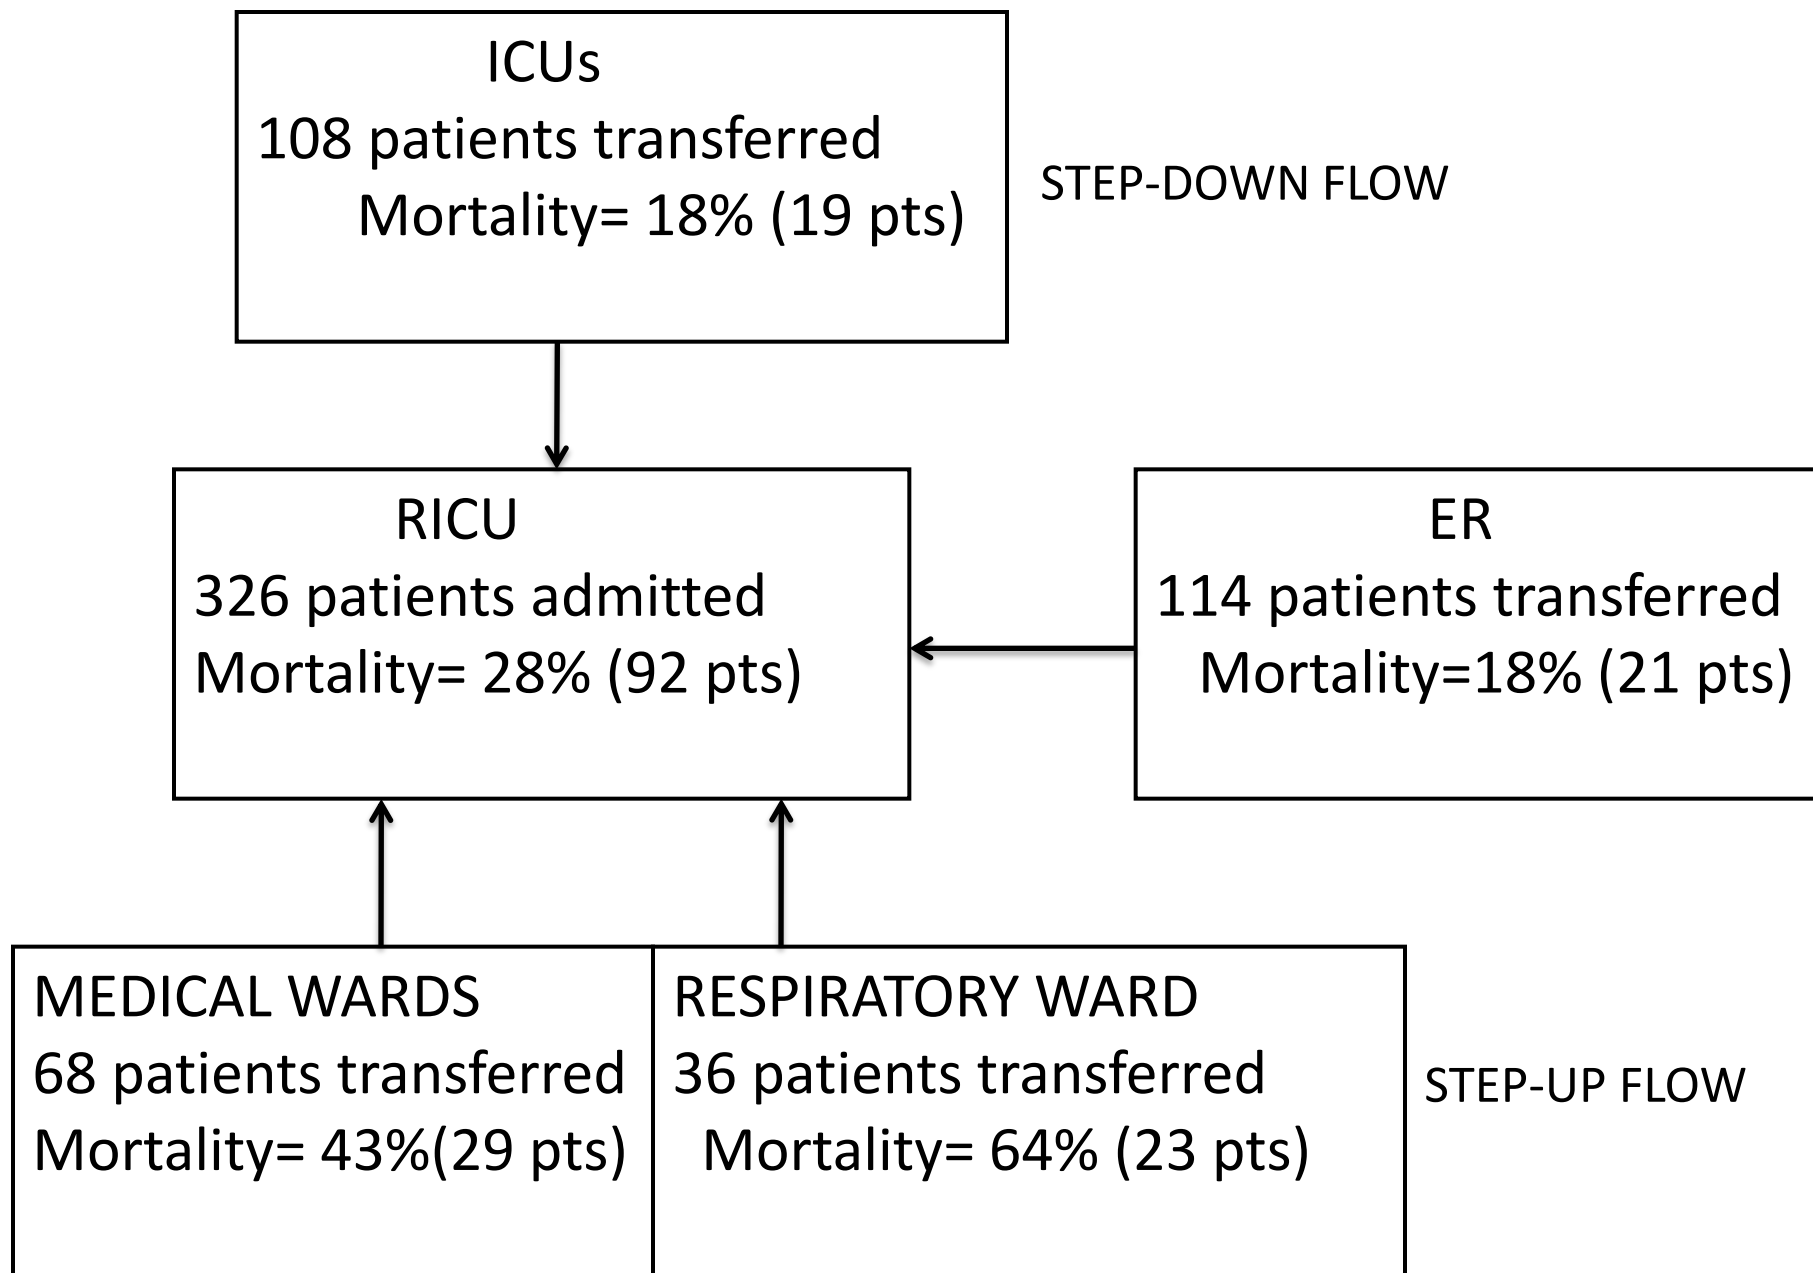 ICUs
108 patients transferred
Mortality= 18% (19 pts)
STEP-DOWN FLOW
RICU
326 patients admitted
Mortality= 28% (92 pts)
ER
114 patients transferred
Mortality=18% (21 pts)
MEDICAL WARDS
68 patients transferred
Mortality= 43%(29 pts)
RESPIRATORY WARD
36 patients transferred
Mortality= 64% (23 pts)
STEP-UP FLOW